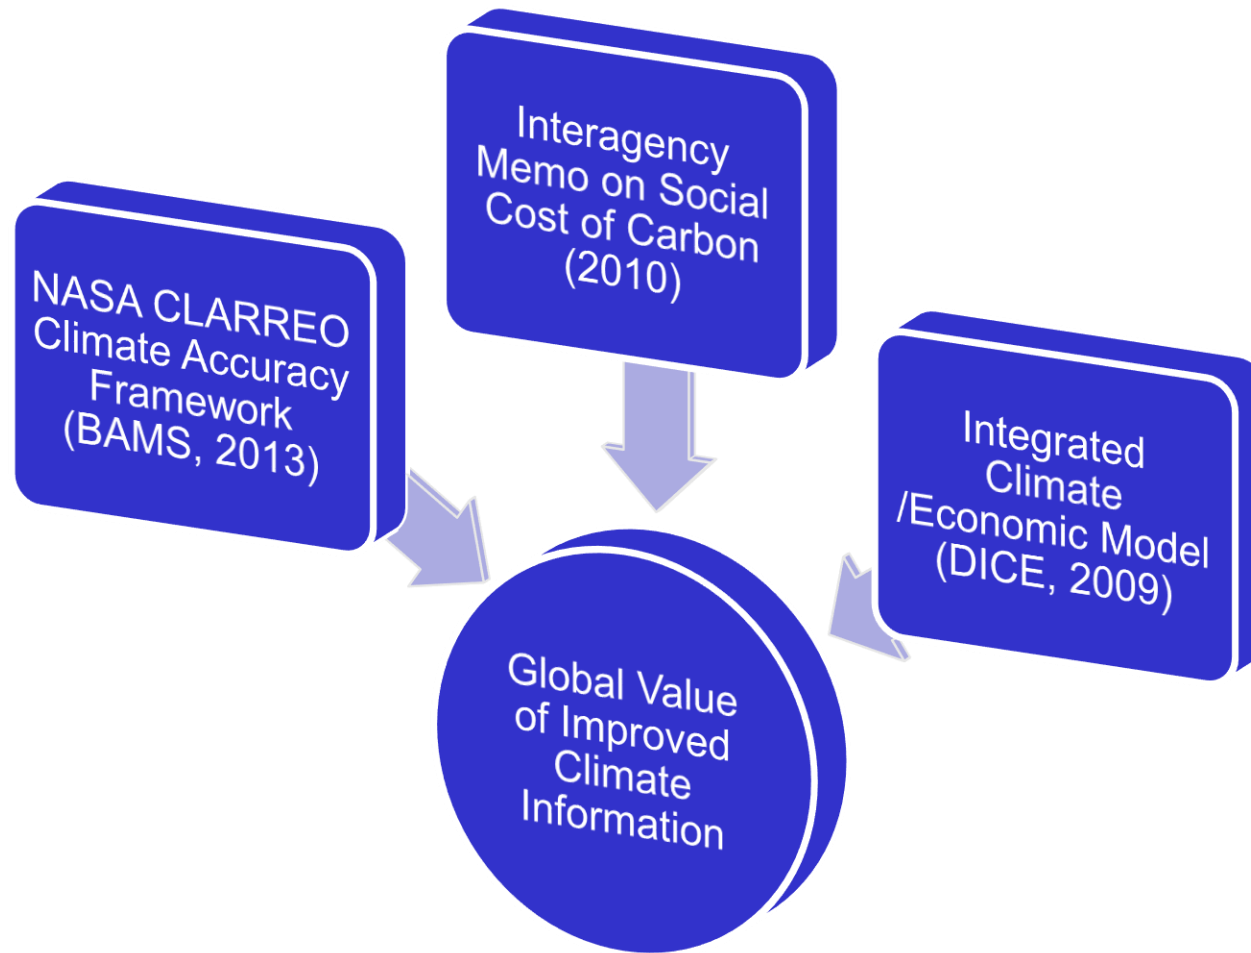 Interagency
Memo on Social
Cost of Carbon
(2010)
NASA CLARREO
Climate Accuracy
Framework
(BAMS, 2013)
Integrated
Climate
/Economic Model
(DICE, 2009)
Global Value
of Improved
Climate
Information